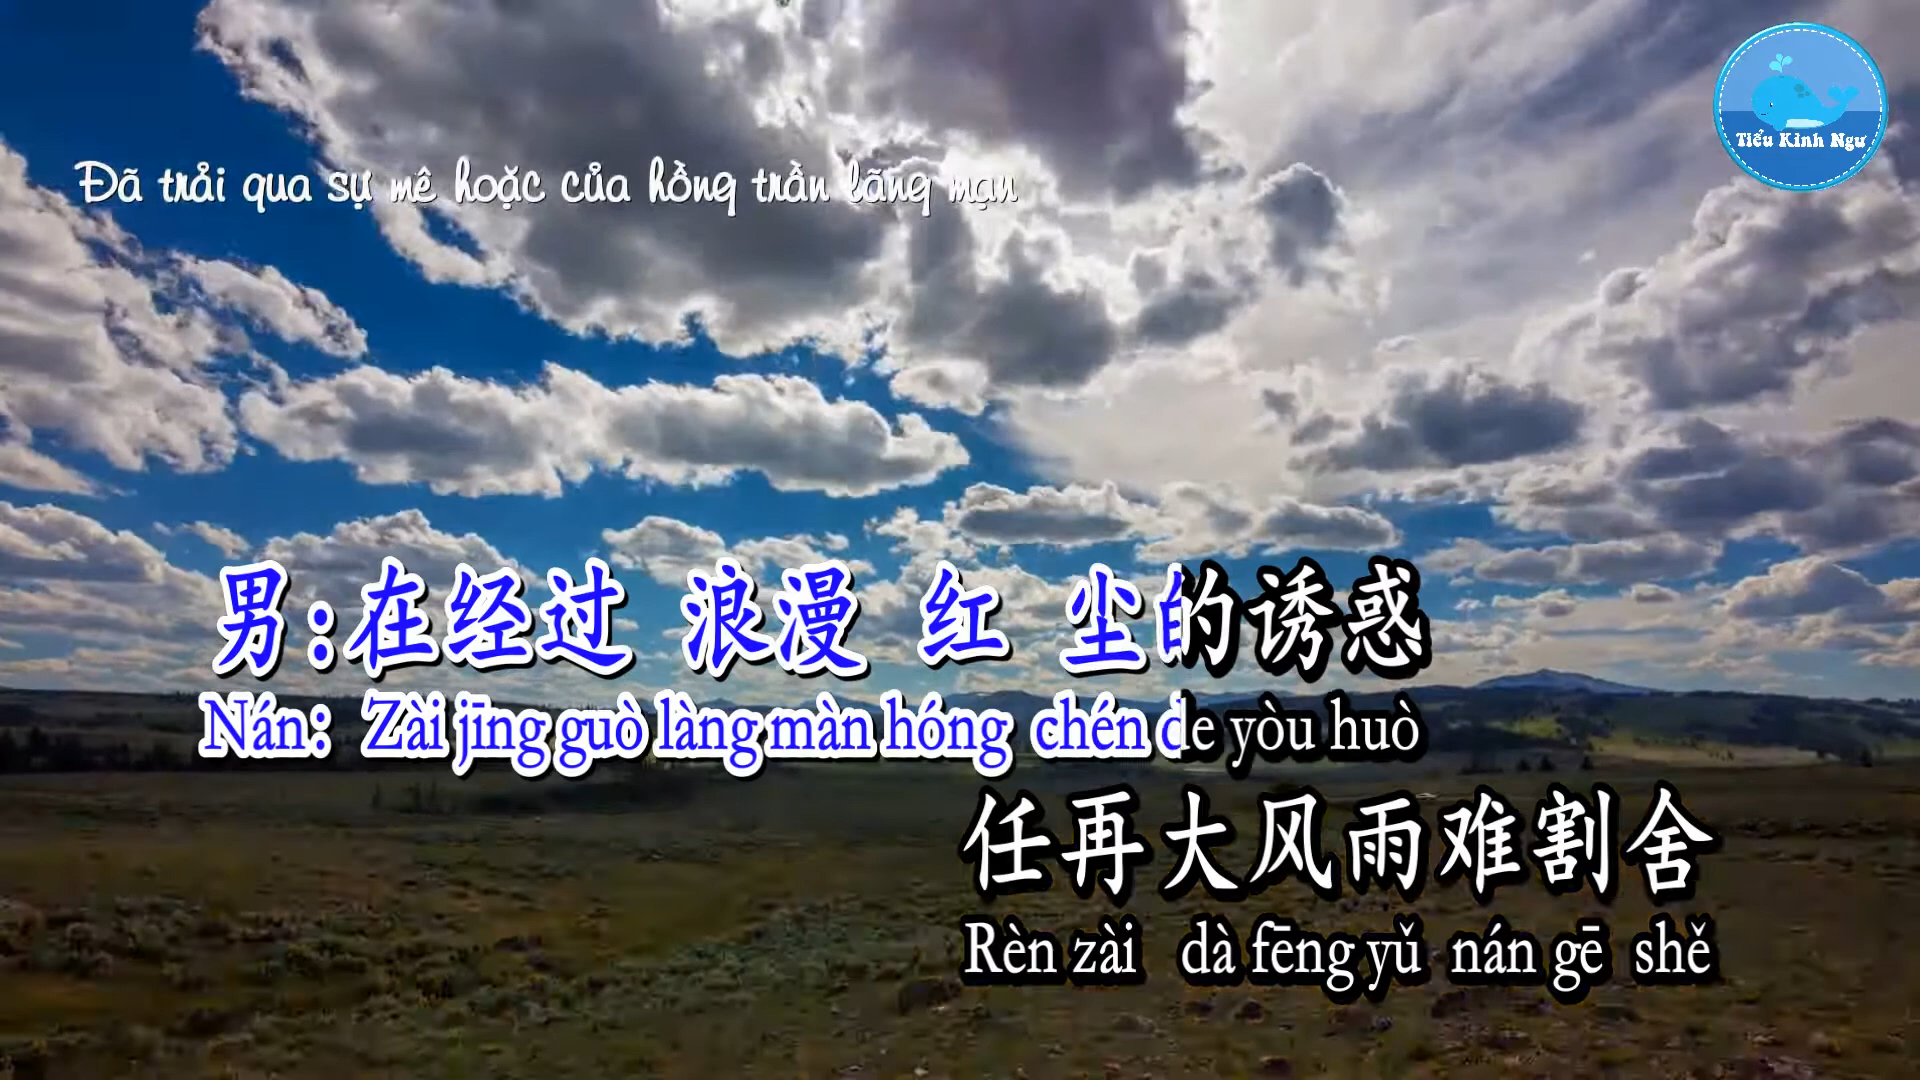 Tiểu Kình Ngư
Đã trải qua sự mê hoặc của hồng trần lãng mạn
男:在经过 浪漫 红 尘的诱惑
Nán: Zài jīng guò làng màn hóng chén de yòu huò
任再大风雨难割舍
Rèn zài dà fēng yǔ nán gē shě